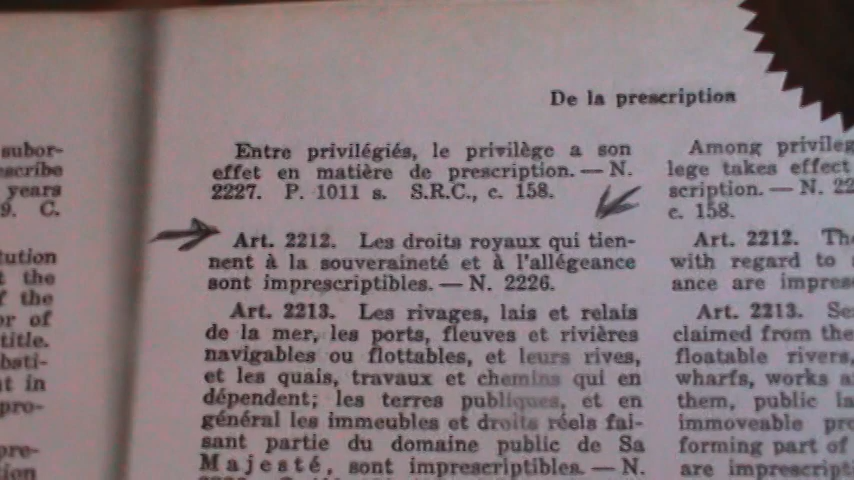 De la prescription
subor-
scribe
years
9. C.
tution
t the
f the
or of
title.
bsti-
t in
pro-
pre-
tion
Entre privilégiés, le privilège a son
effet en matière de prescription. — N.
2227. P. 1011 s. S.R.C., c. 158.
Art. 2212. Les droits royaux qui tien-
nent à la souveraineté et à l'allégeance
sont imprescriptibles. — N. 2226.
Art. 2213. Les rivages, lais et relais
de la mer, les ports, fleuves et rivières
navigables ou flottables, et leurs rives,
et les quais, travaux et chemins qui en
dépendent; les terres publiques, et en
général les immeubles et droits réels fai-
sant partie du domaine public de Sa
Majesté, sont imprescriptibles. — N.
Among privileg
lege takes effect
scription. — N. 22
c. 158.
Art. 2212. The
with regard to
ance are impres
Art. 2213. Se
claimed from the
floatable rivers,
wharfs, works a
them, public la
immoveable pro
forming part of
are imprescripti